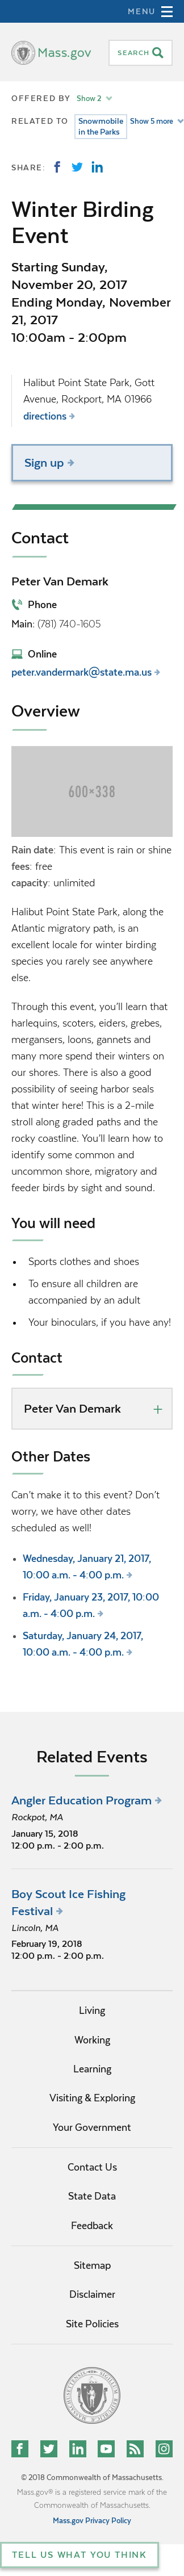 MENU
Mass.gov
SEARCH
OFFERED BY Show 2
RELATED TO Snowmobile in the Parks Show 5 more
SHARE:
Winter Birding
Event
Starting Sunday,
November 20, 2017
Ending Monday, November
21, 2017
10:00am - 2:00pm
Halibut Point State Park, Gott
Avenue, Rockport, MA 01966
directions
Sign up
Contact
Peter Van Demark
Phone
Main: (781) 740-1605
Online
peter.vandermark@state.ma.us
Overview
600×338
Rain date: This event is rain or shine
fees: free
capacity: unlimited
Halibut Point State Park, along the
Atlantic migratory path, is an
excellent locale for winter birding
species you rarely see anywhere
else.
Through this event, you'll learn that
harlequins, scoters, eiders, grebes,
mergansers, loons, gannets and
many more spend their winters on
our shores. There is also a good
possibility of seeing harbor seals
that winter here! This is a 2-mile
stroll along graded paths and the
rocky coastline. You'll learn how to
identify some common and
uncommon shore, migratory and
feeder birds by sight and sound.
You will need
• Sports clothes and shoes
• To ensure all children are
accompanied by an adult
• Your binoculars, if you have any!
Contact
Peter Van Demark
Other Dates
Can't make it to this event? Don't
worry, we have other dates
scheduled as well!
• Wednesday, January 21, 2017,
10:00 a.m. - 4:00 p.m.
• Friday, January 23, 2017, 10:00
a.m. - 4:00 p.m.
• Saturday, January 24, 2017,
10:00 a.m. - 4:00 p.m.
Related Events
Angler Education Program
Rockpot, MA
January 15, 2018
12:00 p.m. - 2:00 p.m.
Boy Scout Ice Fishing
Festival
Lincoln, MA
February 19, 2018
12:00 p.m. - 2:00 p.m.
Living
Working
Learning
Visiting & Exploring
Your Government
Contact Us
State Data
Feedback
Sitemap
Disclaimer
Site Policies
© 2018 Commonwealth of Massachusetts.
Mass.gov® is a registered service mark of the
Commonwealth of Massachusetts.
Mass.gov Privacy Policy
TELL US WHAT YOU THINK